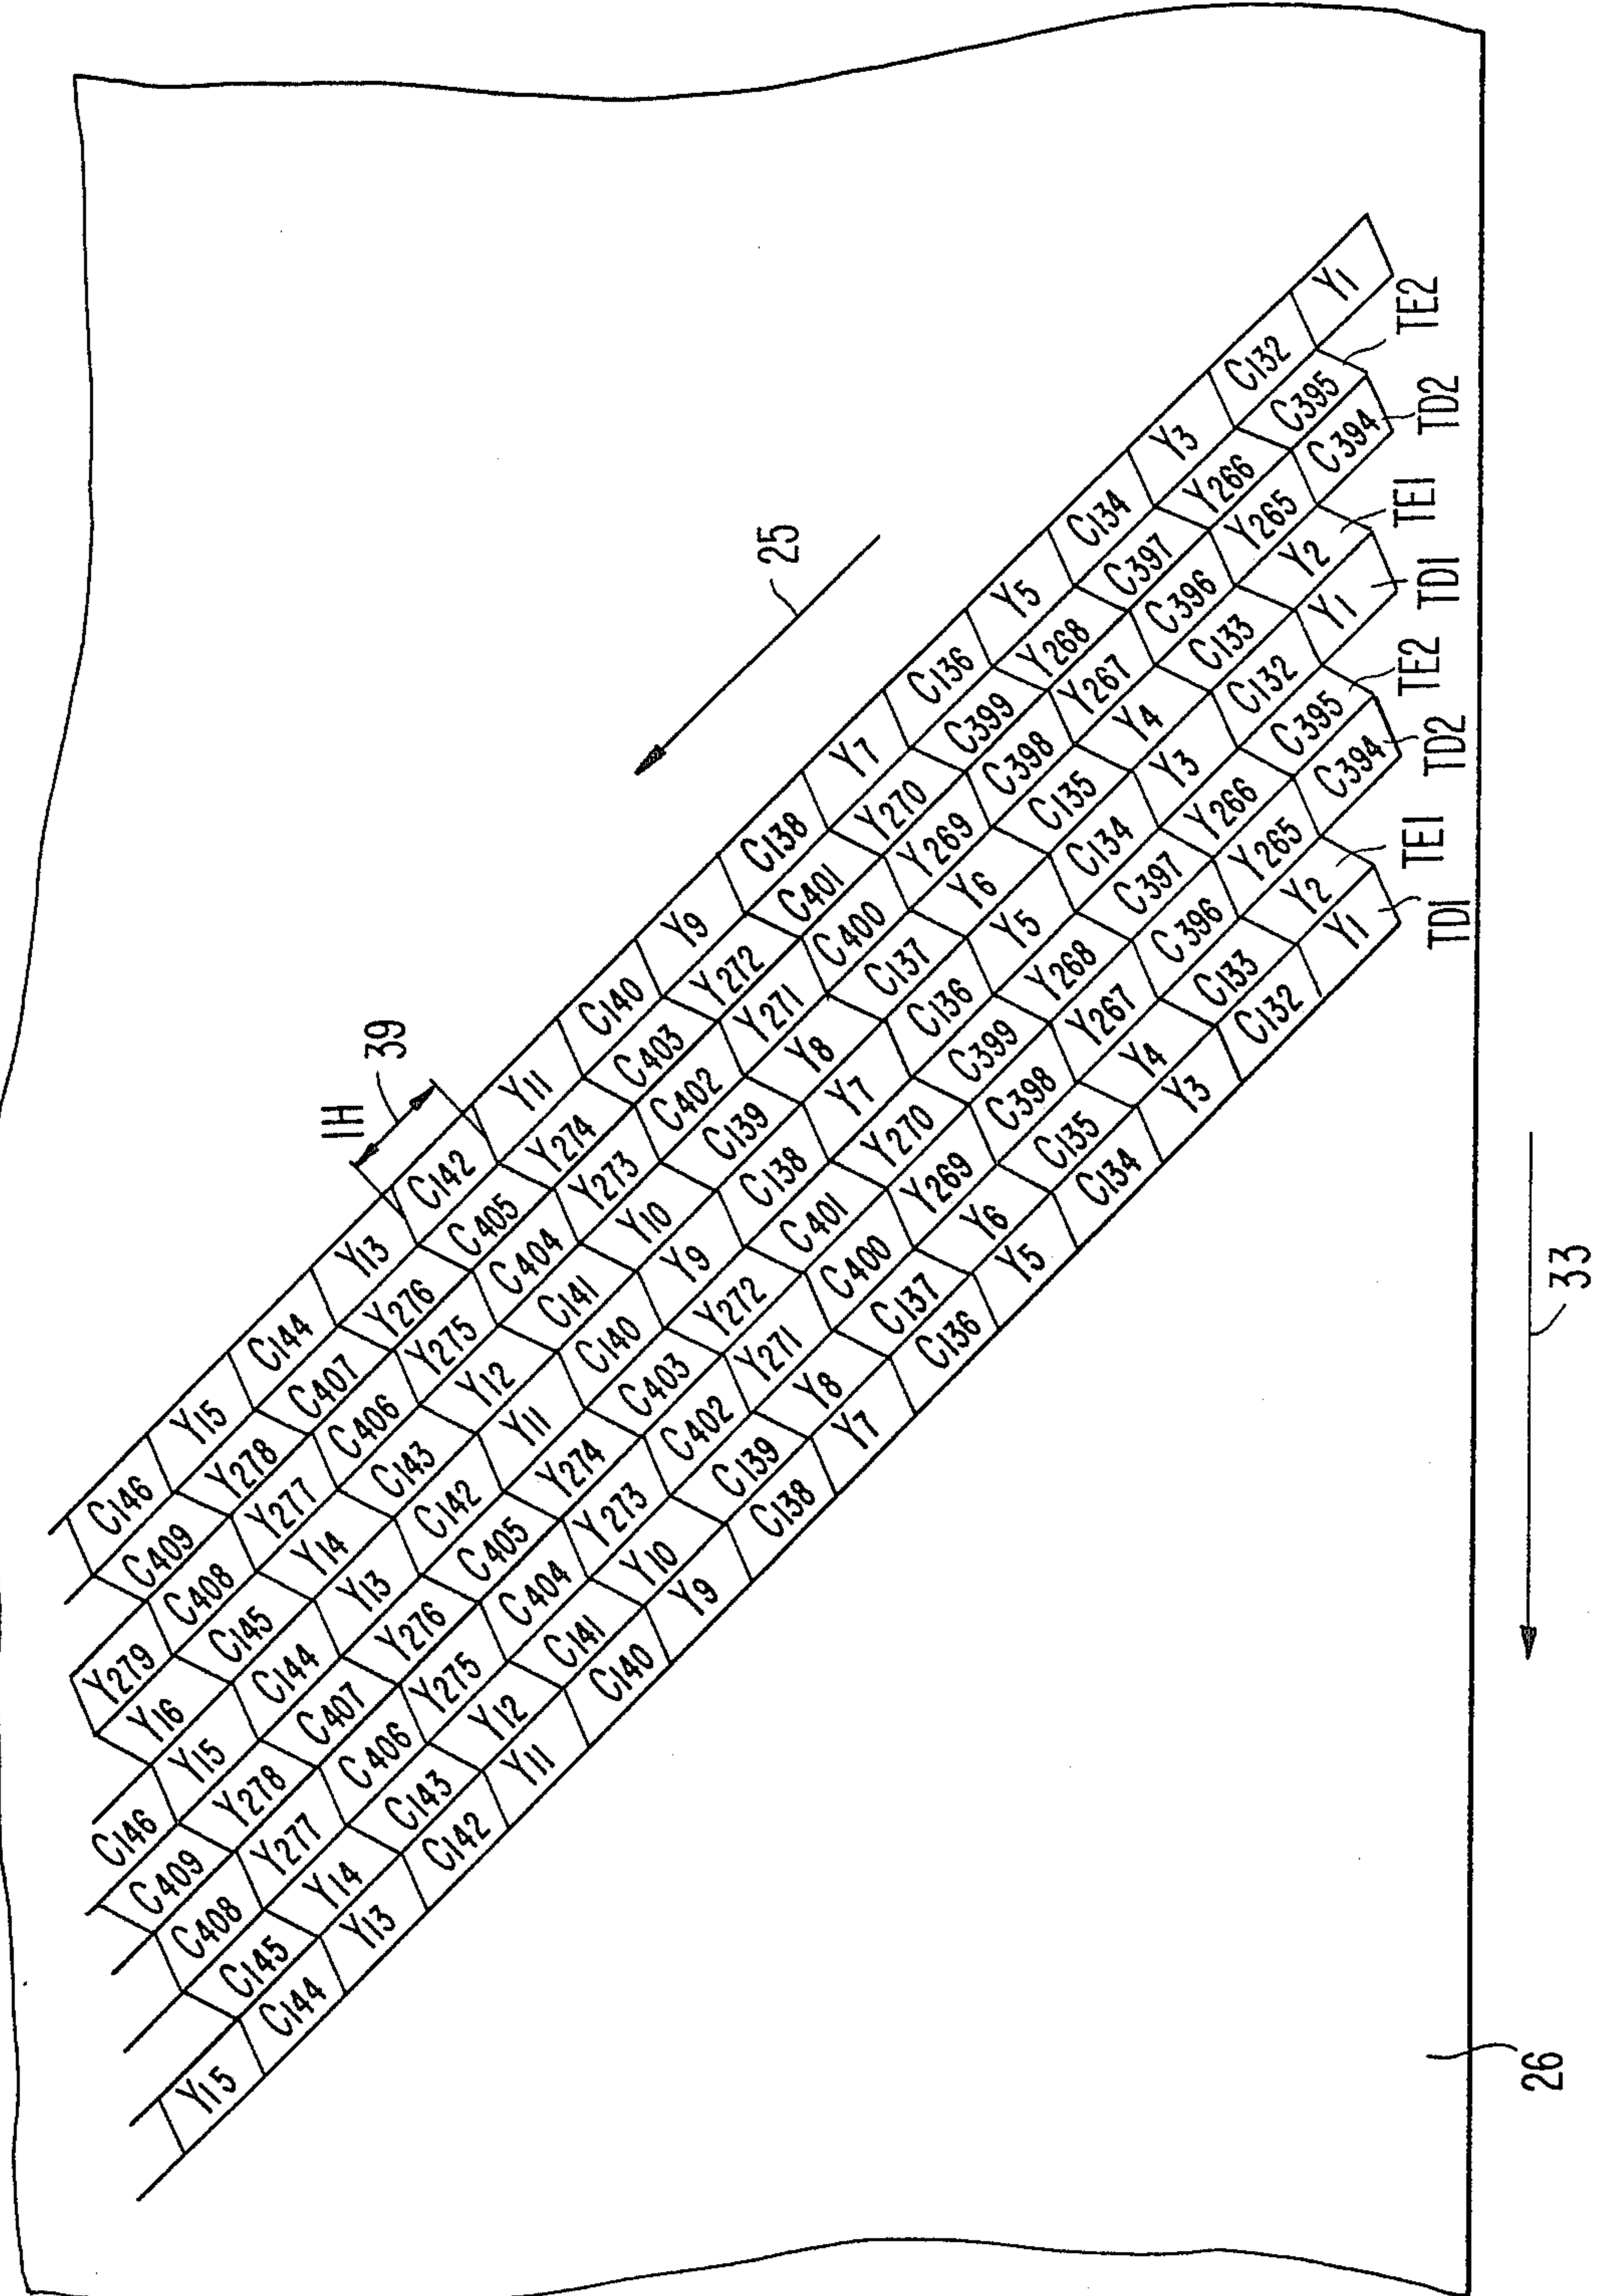 25
39
1H
33
26
Y1 C132 Y3 C134 Y5 C136 Y7 C138 Y9 C140 Y11 C142 Y13 C144 Y15 C146
TE2 C395 Y266 C397 Y268 C399 Y270 C401 Y272 C403 Y274 C405 Y276 C407 Y278 C409
TD2 C394 Y265 C396 Y267 C398 Y269 C400 Y271 C402 Y273 C404 Y275 C406 Y277 C408 Y279
TE1 Y2 C133 Y4 C135 Y6 C137 Y8 C139 Y10 C141 Y12 C143 Y14 C145 Y16
TD1 Y1 C132 Y3 C134 Y5 C136 Y7 C138 Y9 C140 Y11 C142 Y13 C144 Y15 C146
TE2 C395 Y266 C397 Y268 C399 Y270 C401 Y272 C403 Y274 C405 Y276 C407 Y278 C409
TD2 C394 Y265 C396 Y267 C398 Y269 C400 Y271 C402 Y273 C404 Y275 C406 Y277 C408
TE1 Y2 C133 Y4 C135 Y6 C137 Y8 C139 Y10 C141 Y12 C143 Y14 C145
TD1 Y1 C132 Y3 C134 Y5 C136 Y7 C138 Y9 C140 Y11 C142 Y13 C144 Y15